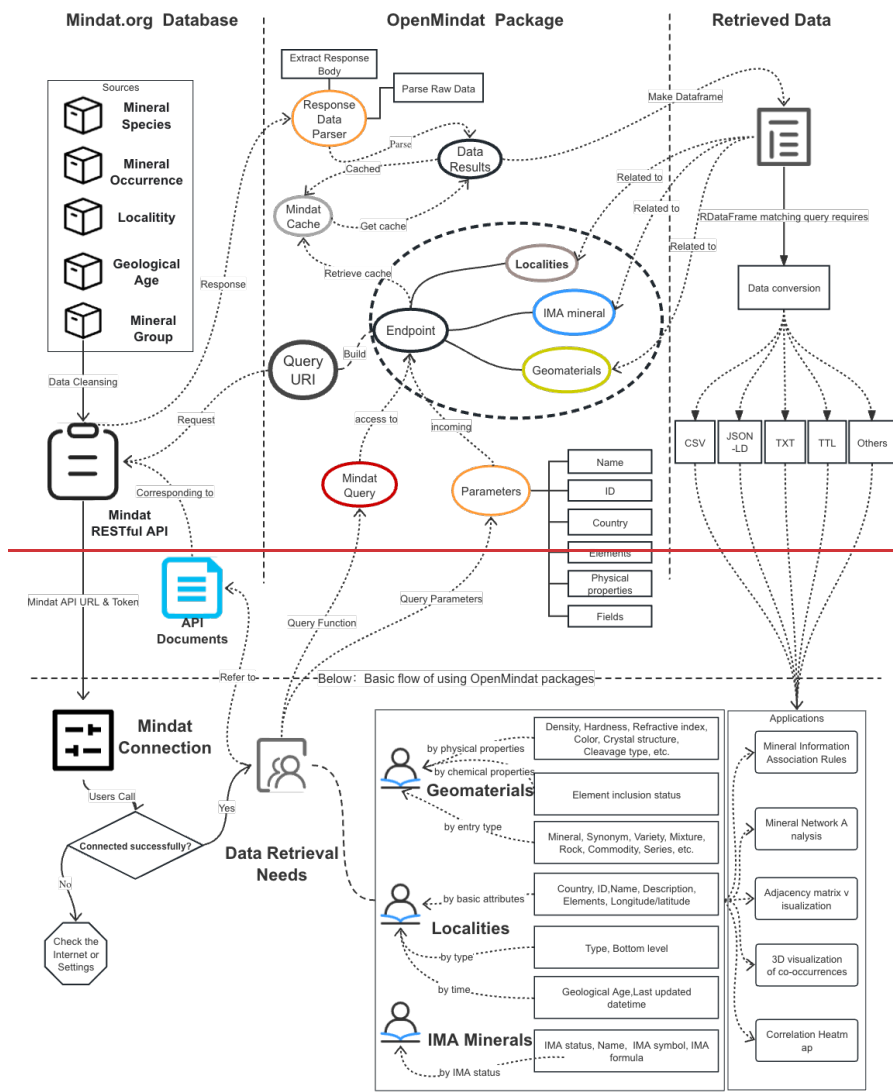 Mindat.org Database
OpenMindat Package
Retrieved Data
Sources
Mineral
Species
Mineral
Occurrence
Localitity
Geological
Age
Mineral
Group
Extract Response
Body
Parse Raw Data
Response
Data
Parser
Parse
Data
Results
Cached
Mindat
Cache
Get cache
Make Dataframe
Related to
Related to
Related to
RDataFrame matching query requires
Retrieve cache
Response
Localities
IMA mineral
Endpoint
Geomaterials
Build
Query
URI
Data conversion
Data Cleansing
Request
access to
incoming
CSV
JSON
-LD
TXT
TTL
Others
Mindat
Query
Parameters
Name
ID
Country
Elements
Physical
properties
Fields
Corresponding to
Mindat
RESTful API
Mindat API URL & Token
API
Documents
Query Function
Query Parameters
Refer to
Below: Basic flow of using OpenMindat packages
Mindat
Connection
Users Call
Connected successfully?
Yes
No
Check the
Internet or
Settings
Data Retrieval
Needs
by physical properties
by chemical properties
Geomaterials
by entry type
Density, Hardness, Refractive index,
Color, Crystal structure,
Cleavage type, etc.
Element inclusion status
Mineral, Synonym, Variety, Mixture,
Rock, Commodity, Series, etc.
by basic attributes
Localities
by type
by time
Country, ID,Name, Description,
Elements, Longitude/latitude
Type, Bottom level
Geological Age,Last updated
datetime
IMA Minerals
by IMA status
IMA status, Name, IMA symbol, IMA
formula
Applications
Mineral Information
Association Rules
Mineral Network A
nalysis
Adjacency matrix v
isualization
3D visualization
of co-occurrences
Correlation Heatm
ap